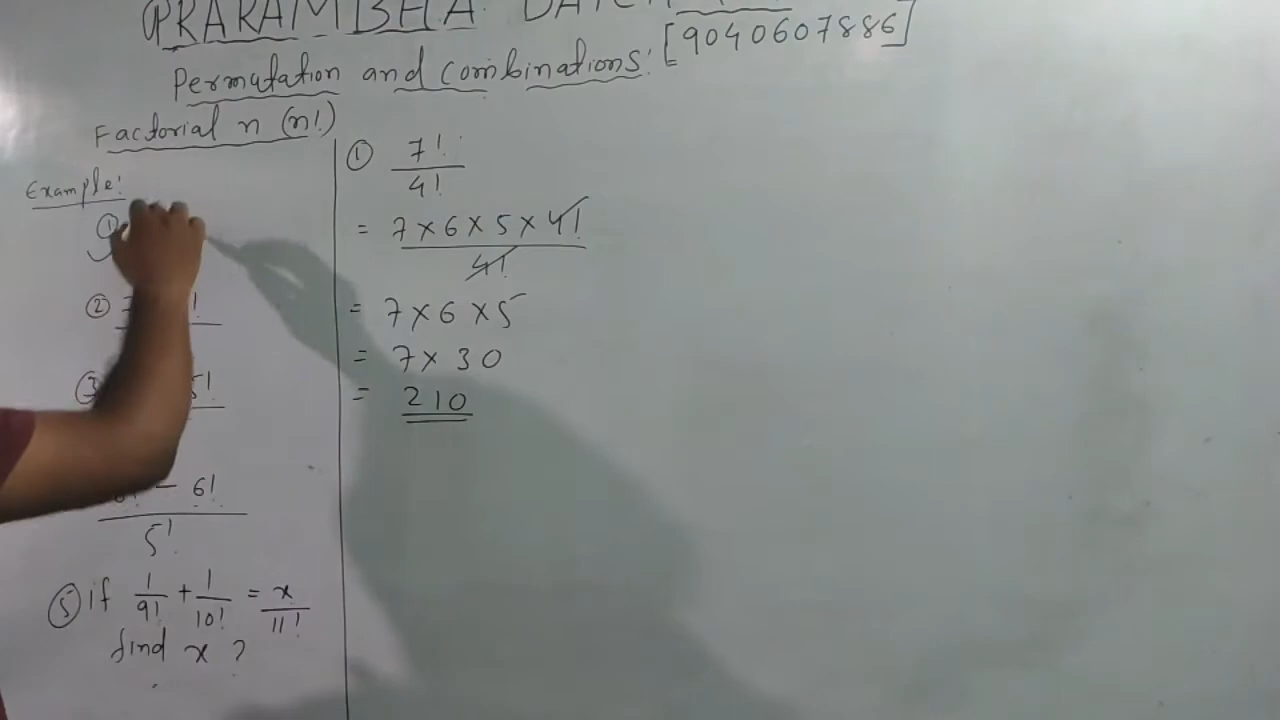 PRARAMBHA
Permutation and Combinations: [9040607886]
Factorial n (n!)
Example:
①
②
③ 5!
- 6!
5!
⑤ if 1/9! + 1/10! = x/11!
find x ?
① 7!/4!
= 7 × 6 × 5 × 4!
4!
= 7 × 6 × 5
= 7 × 30
= 210